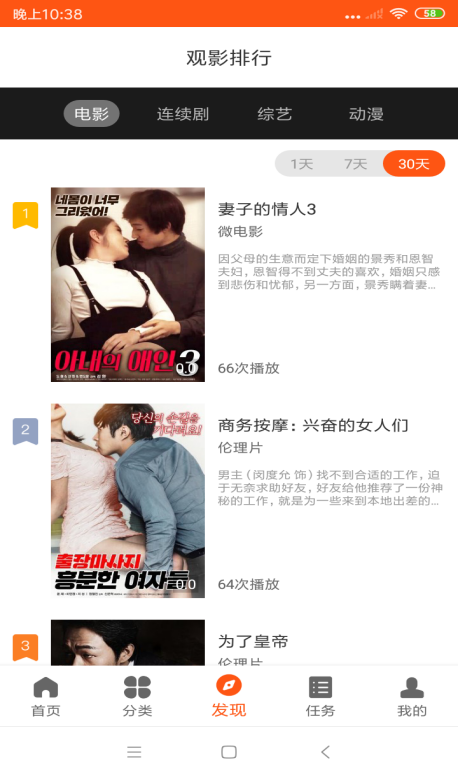 晚上10:38
58
观影排行
电影
连续剧
综艺
动漫
1天
7天
30天
1
네몸이 너무
그리웠어!
아내의 애인3
0.0
妻子的情人3
微电影
因父母的生意而定下婚姻的景秀和恩智
夫妇，恩智得不到丈夫的喜欢，婚姻只感
到悲伤和忧郁，另一方面，景秀瞒着妻...
66次播放
2
당신의 손길을
기다려요!
출장마사지
흥분한 여자들
0.0
商务按摩：兴奋的女人们
伦理片
男主（闵度允 饰）找不到合适的工作，迫
于无奈求助好友，好友给他推荐了一份神
秘的工作，就是为一些来到本地出差的...
64次播放
3
为了皇帝
伦理片
首页
分类
发现
任务
我的